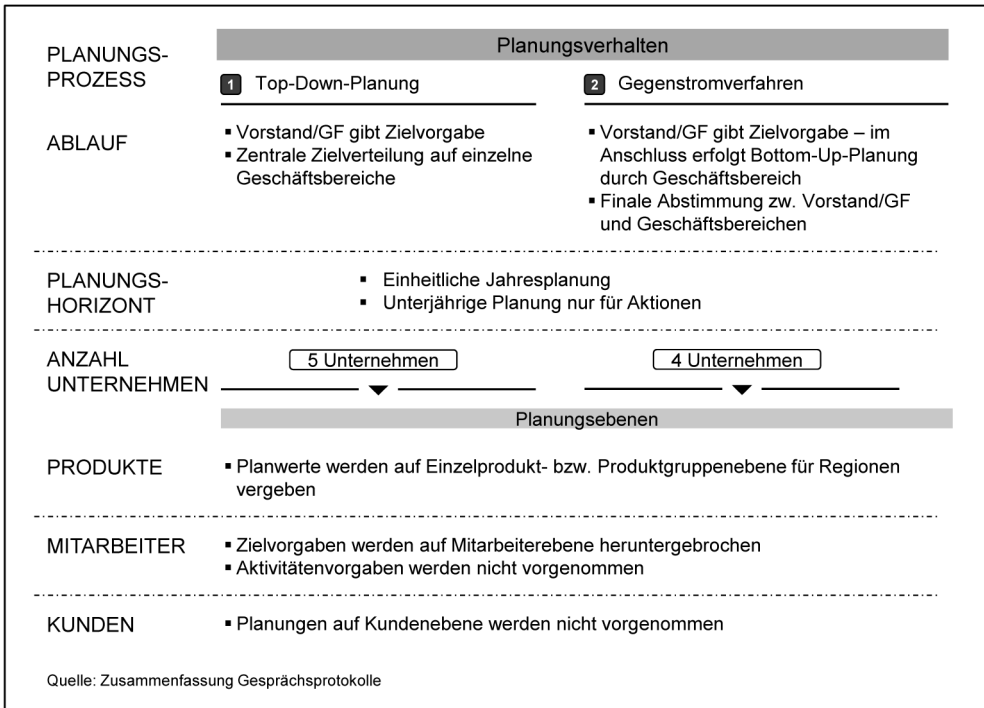 PLANUNGS-
PROZESS
Planungsverhalten
1 Top-Down-Planung
2 Gegenstromverfahren
ABLAUF
▪ Vorstand/GF gibt Zielvorgabe
▪ Zentrale Zielverteilung auf einzelne
Geschäftsbereiche
▪ Vorstand/GF gibt Zielvorgabe – im
Anschluss erfolgt Bottom-Up-Planung
durch Geschäftsbereich
▪ Finale Abstimmung zw. Vorstand/GF
und Geschäftsbereichen
PLANUNGS-
HORIZONT
▪ Einheitliche Jahresplanung
▪ Unterjährige Planung nur für Aktionen
ANZAHL
UNTERNEHMEN
5 Unternehmen
4 Unternehmen
Planungsebenen
PRODUKTE
▪ Planwerte werden auf Einzelprodukt- bzw. Produktgruppenebene für Regionen
vergeben
MITARBEITER
▪ Zielvorgaben werden auf Mitarbeiterebene heruntergebrochen
▪ Aktivitätenvorgaben werden nicht vorgenommen
KUNDEN
▪ Planungen auf Kundenebene werden nicht vorgenommen
Quelle: Zusammenfassung Gesprächsprotokolle